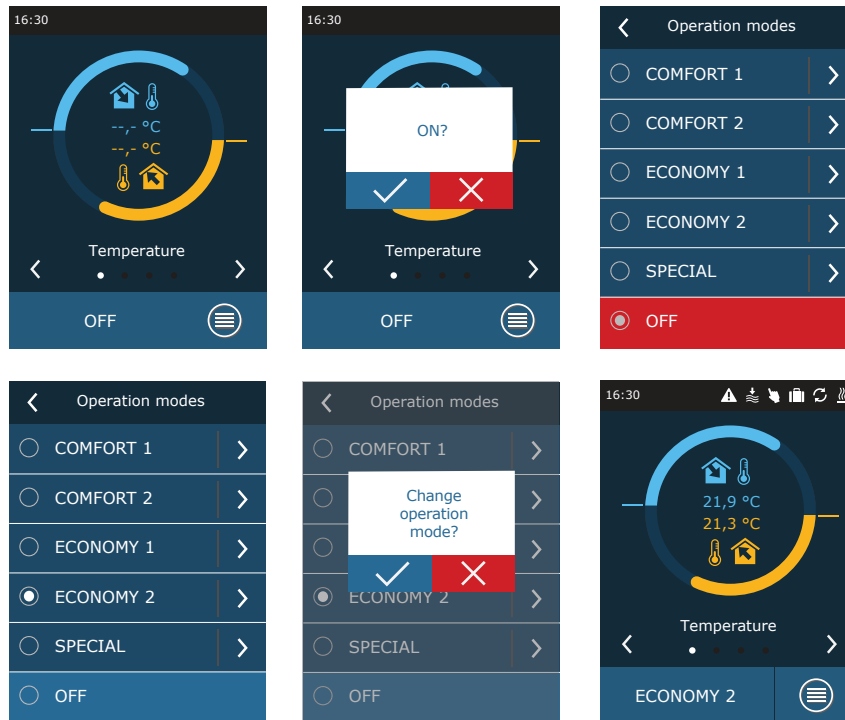 16:30
--,- °C
--,- °C
Temperature
OFF
16:30
ON?
Temperature
OFF
Operation modes
COMFORT 1
COMFORT 2
ECONOMY 1
ECONOMY 2
SPECIAL
OFF
Operation modes
COMFORT 1
COMFORT 2
ECONOMY 1
ECONOMY 2
SPECIAL
OFF
Operation modes
COMFORT 1
Change
operation
mode?
ECONOMY 2
SPECIAL
OFF
16:30
21,9 °C
21,3 °C
Temperature
ECONOMY 2